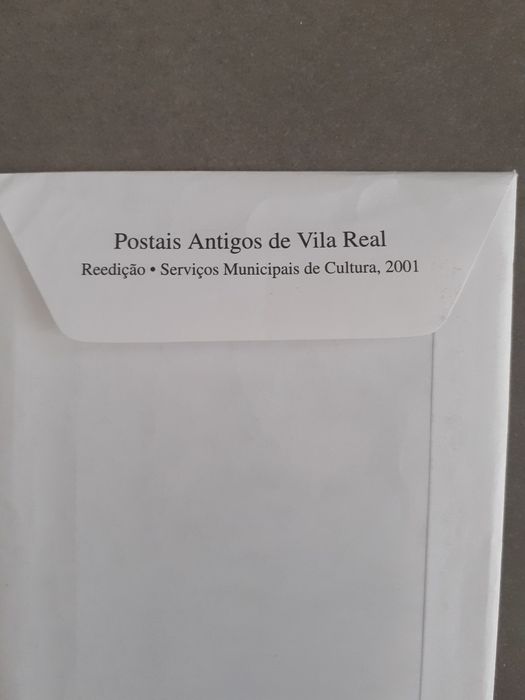 Postais Antigos de Vila Real
Reedição • Serviços Municipais de Cultura, 2001